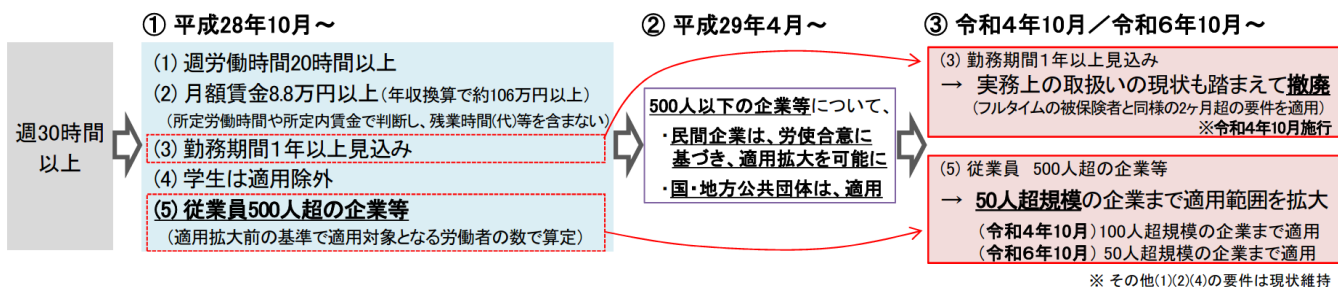 ① 平成28年10月～
② 平成29年４月～
③ 令和４年10月／令和６年10月～
週30時間
以上
(1) 週労働時間20時間以上
(2) 月額賃金8.8万円以上(年収換算で約106万円以上)
(所定労働時間や所定内賃金で判断し、残業時間(代)等を含まない)
(3) 勤務期間１年以上見込み
(4) 学生は適用除外
(5) 従業員500人超の企業等
(適用拡大前の基準で適用対象となる労働者の数で算定)
500人以下の企業等について、
・民間企業は、労使合意に
基づき、適用拡大を可能に
・国・地方公共団体は、適用
(3) 勤務期間１年以上見込み
→ 実務上の取扱いの現状も踏まえて撤廃
(フルタイムの被保険者と同様の2ヶ月超の要件を適用)
※令和４年10月施行
(5) 従業員 500人超の企業等
→ 50人超規模の企業まで適用範囲を拡大
(令和４年10月) 100人超規模の企業まで適用
(令和６年10月) 50人超規模の企業まで適用
※ その他(1)(2)(4)の要件は現状維持